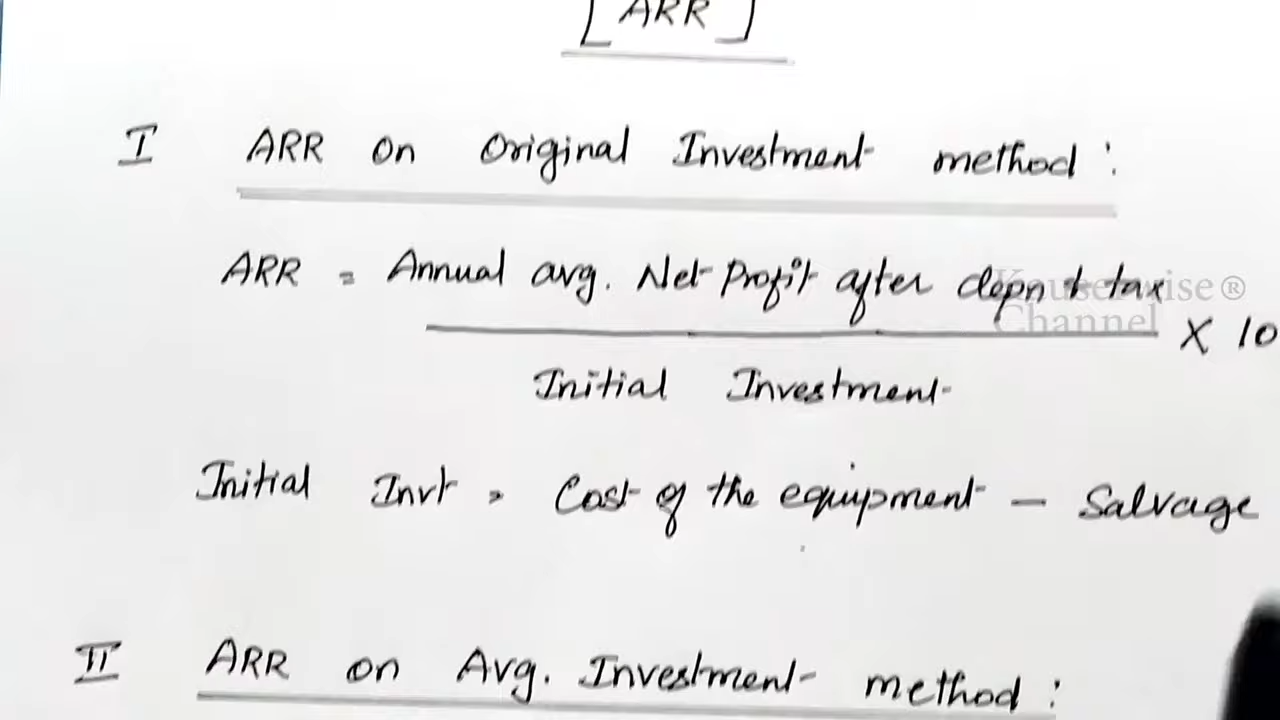 [ARR]
I ARR on Original Investment method :
ARR = Annual avg. Net Profit after depn & tax
X 10
Initial Investment
Initial Invt = Cost of the equipment - Salvage
II ARR on Avg. Investment method :
Channel